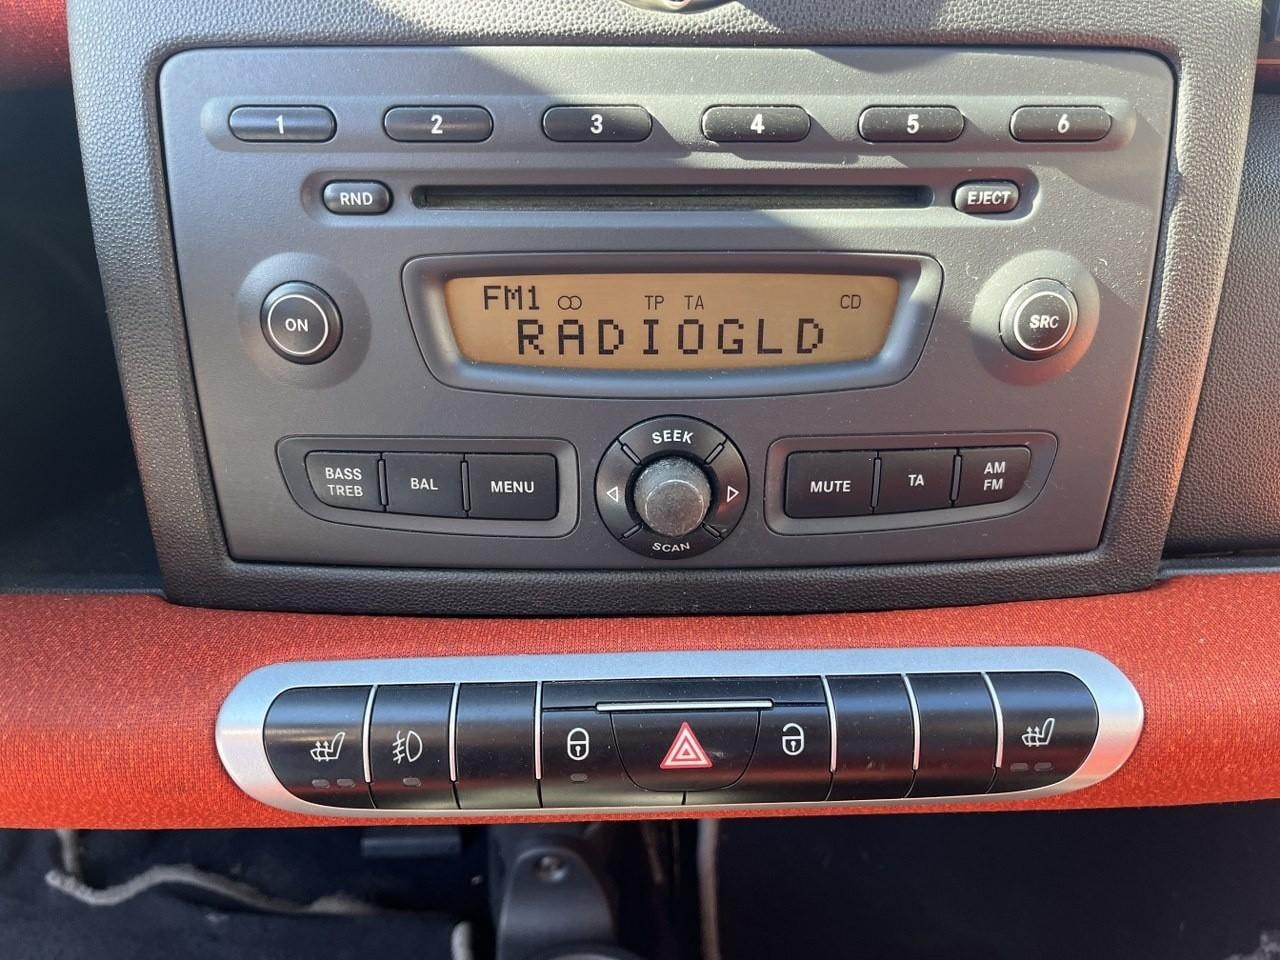 1 2 3 4 5 6
RND EJECT
FM1 TP TA CD
RADIOGLD
ON
SRC
BASS
TREB
BAL
MENU
SEEK
SCAN
MUTE
TA
AM
FM